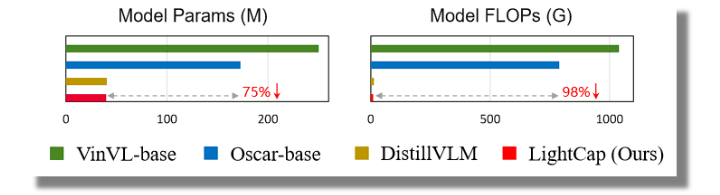 Model Params (M)
Model FLOPs (G)
75%↓
98%↓
0 100 200
0 500 1000
VinVL-base Oscar-base DistillVLM LightCap (Ours)